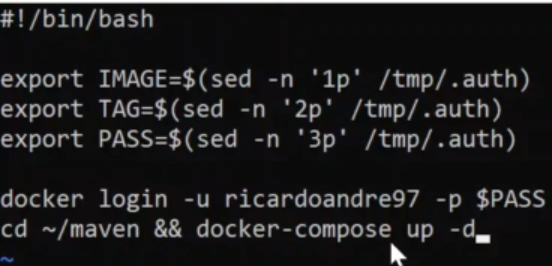 #!/bin/bash
export IMAGE=$(sed -n '1p' /tmp/.auth)
export TAG=$(sed -n '2p' /tmp/.auth)
export PASS=$(sed -n '3p' /tmp/.auth)
docker login -u ricardoandre97 -p $PASS
cd ~/maven && docker-compose up -d
~